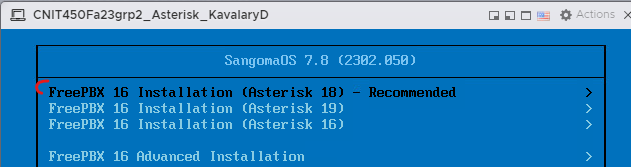 CNIT450Fa23grp2_Asterisk_KavalaryD
Actions
SangomaOS 7.8 (2302.050)
FreePBX 16 Installation (Asterisk 18) - Recommended >
FreePBX 16 Installation (Asterisk 19) >
FreePBX 16 Installation (Asterisk 16) >
FreePBX 16 Advanced Installation >